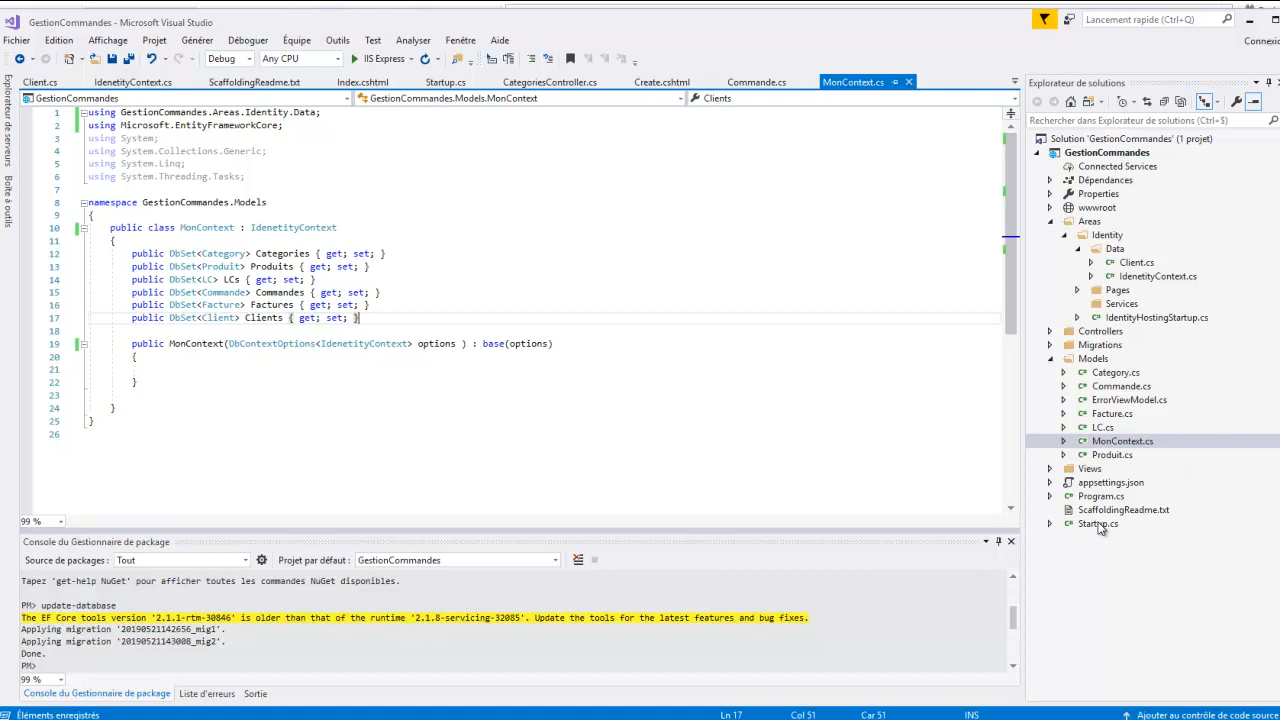 GestionCommandes - Microsoft Visual Studio
Lancement rapide (Ctrl+Q)
Fichier Edition Affichage Projet Générer Déboguer Équipe Outils Test Analyser Fenêtre Aide
Connexio
Debug Any CPU IIS Express
Client.cs IdenetityContext.cs ScaffoldingReadme.txt Index.cshtml Startup.cs CategoriesController.cs Create.cshtml Commande.cs MonContext.cs
GestionCommandes GestionCommandes.Models.MonContext Clients
Explorateur de serveurs
Boîte à outils
1 using GestionCommandes.Areas.Identity.Data;
2 using Microsoft.EntityFrameworkCore;
3 using System;
4 using System.Collections.Generic;
5 using System.Linq;
6 using System.Threading.Tasks;
7
8 namespace GestionCommandes.Models
9 {
10 public class MonContext : IdenetityContext
11 {
12 public DbSet<Category> Categories { get; set; }
13 public DbSet<Produit> Produits { get; set; }
14 public DbSet<LC> LCs { get; set; }
15 public DbSet<Commande> Commandes { get; set; }
16 public DbSet<Facture> Factures { get; set; }
17 public DbSet<Client> Clients { get; set; }
18
19 public MonContext(DbContextOptions<IdenetityContext> options ) : base(options)
20 {
21
22 }
23
24 }
25 }
26
99 %
Console du Gestionnaire de package
Source de packages : Tout Projet par défaut : GestionCommandes
Tapez 'get-help NuGet' pour afficher toutes les commandes NuGet disponibles.
PM> update-database
The EF Core tools version '2.1.1-rtm-30846' is older than that of the runtime '2.1.8-servicing-32085'. Update the tools for the latest features and bug fixes.
Applying migration '20190521142656_mig1'.
Applying migration '20190521143008_mig2'.
Done.
PM>
99 %
Console du Gestionnaire de package Liste d'erreurs Sortie
Éléments enregistrés Ln 17 Col 51 Car 51 INS Ajouter au contrôle de code source
Explorateur de solutions
Rechercher dans Explorateur de solutions (Ctrl+$)
Solution 'GestionCommandes' (1 projet)
GestionCommandes
Connected Services
Dépendances
Properties
wwwroot
Areas
Identity
Data
Client.cs
IdenetityContext.cs
Pages
Services
IdentityHostingStartup.cs
Controllers
Migrations
Models
Category.cs
Commande.cs
ErrorViewModel.cs
Facture.cs
LC.cs
MonContext.cs
Produit.cs
Views
appsettings.json
Program.cs
ScaffoldingReadme.txt
Startup.cs